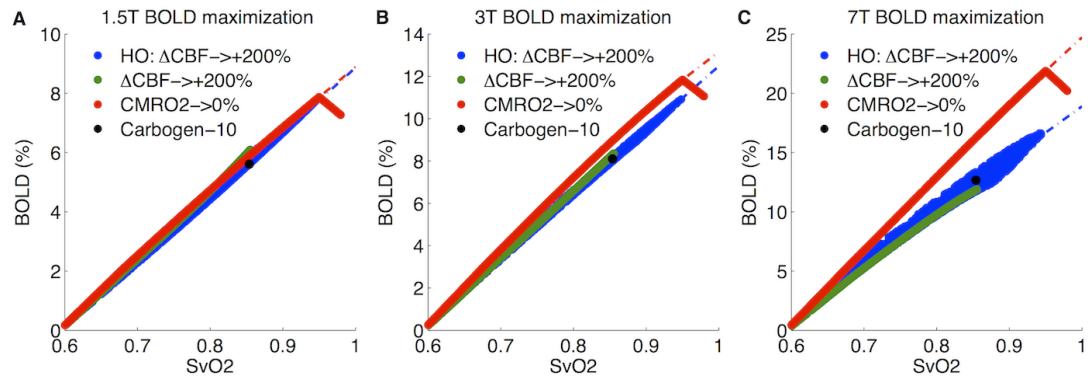 A 1.5T BOLD maximization
10
8
6
4
2
0
BOLD (%)
HO: ΔCBF->+200%
ΔCBF->+200%
CMRO2->0%
Carbogen-10
0.6 0.7 0.8 0.9 1
SvO2
B 3T BOLD maximization
14
12
10
8
6
4
2
0
BOLD (%)
HO: ΔCBF->+200%
ΔCBF->+200%
CMRO2->0%
Carbogen-10
0.6 0.7 0.8 0.9 1
SvO2
C 7T BOLD maximization
25
20
15
10
5
0
BOLD (%)
HO: ΔCBF->+200%
ΔCBF->+200%
CMRO2->0%
Carbogen-10
0.6 0.7 0.8 0.9 1
SvO2